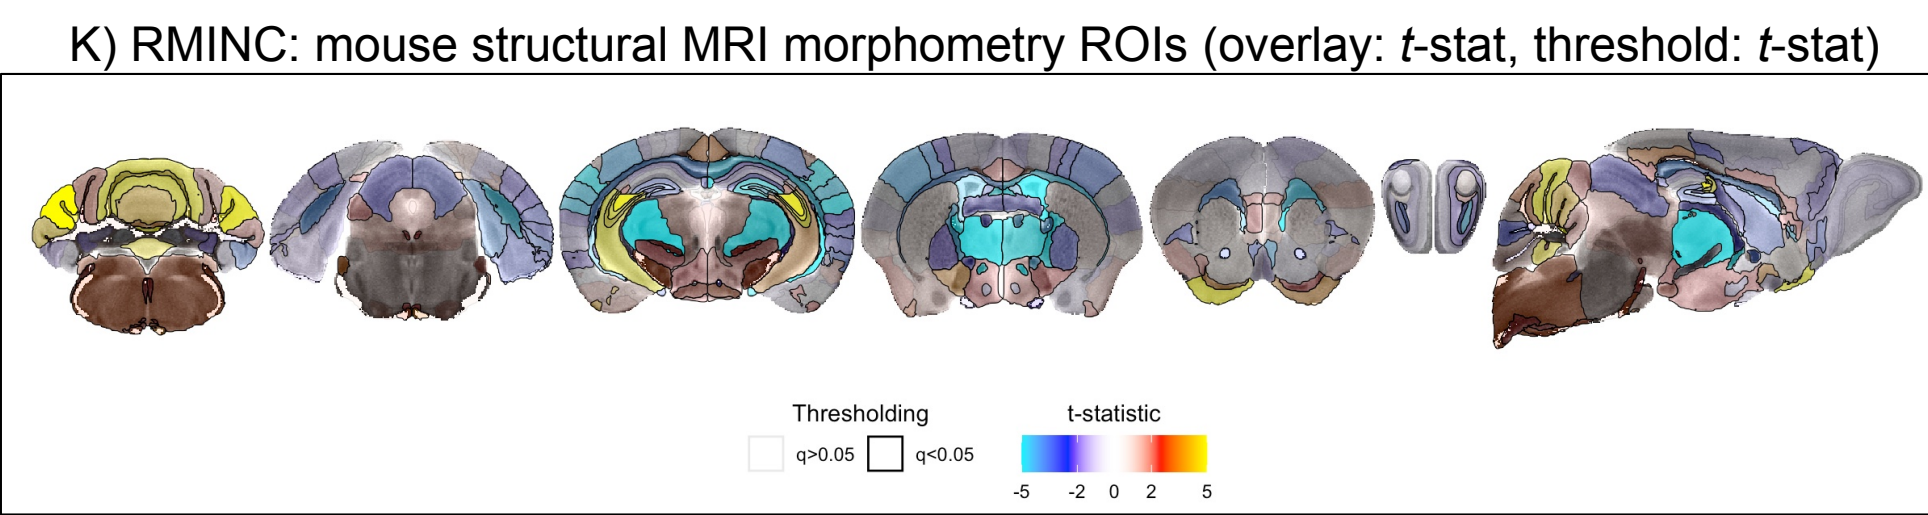 K) RMINC: mouse structural MRI morphometry ROIs (overlay: t-stat, threshold: t-stat)
Thresholding
q>0.05 q<0.05
t-statistic
-5 -2 0 2 5